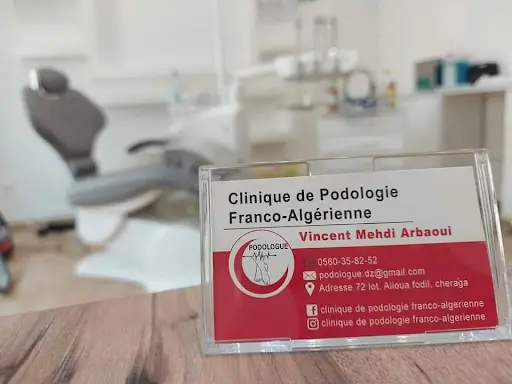 Clinique de Podologie
Franco-Algérienne
Vincent Mehdi Arbaoui
PODOLOGUE
0560-35-82-52
podologue.dz@gmail.com
Adresse 72 lot. Alioua fodil. cheraga
clinique de podologie franco-algerienne
clinique de podologie franco-algerienne